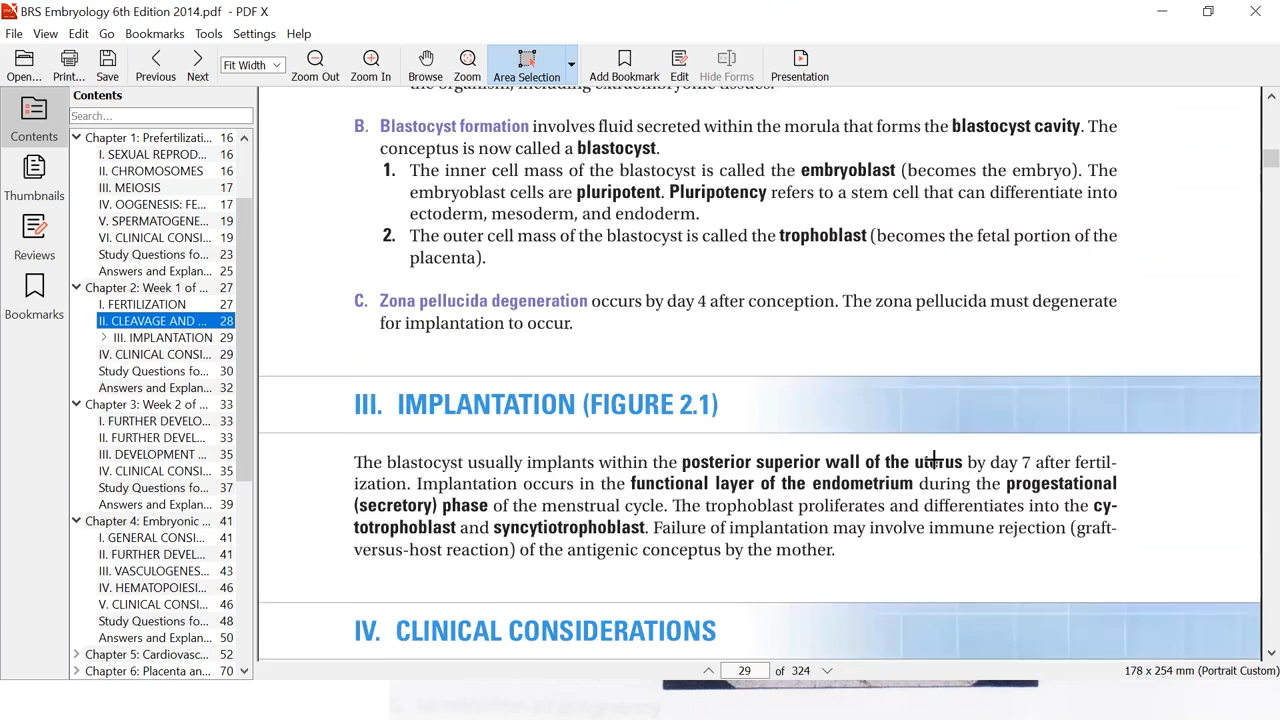 BRS Embryology 6th Edition 2014.pdf - PDF X
File View Edit Go Bookmarks Tools Settings Help
Open... Print... Save Previous Next Fit Width Zoom Out Zoom In Browse Zoom Area Selection Add Bookmark Edit Hide Forms Presentation
Contents
Thumbnails
Reviews
Bookmarks
Contents
Search...
Chapter 1: Prefertilizati... 16
I. SEXUAL REPROD... 16
II. CHROMOSOMES 16
III. MEIOSIS 17
IV. OOGENESIS: FE... 17
V. SPERMATOGENE... 19
VI. CLINICAL CONSI... 19
Study Questions fo... 23
Answers and Explan... 25
Chapter 2: Week 1 of ... 27
I. FERTILIZATION 27
II. CLEAVAGE AND ... 28
III. IMPLANTATION 29
IV. CLINICAL CONSI... 29
Study Questions fo... 30
Answers and Explan... 32
Chapter 3: Week 2 of ... 33
I. FURTHER DEVELO... 33
II. FURTHER DEVEL... 33
III. DEVELOPMENT ... 35
IV. CLINICAL CONSI... 35
Study Questions fo... 37
Answers and Explan... 39
Chapter 4: Embryonic ... 41
I. GENERAL CONSI... 41
II. FURTHER DEVEL... 41
III. VASCULOGENES... 43
IV. HEMATOPOIESI... 46
V. CLINICAL CONSI... 46
Study Questions fo... 48
Answers and Explan... 50
Chapter 5: Cardiovasc... 52
Chapter 6: Placenta an... 70
the organism, including extraembryonic tissues.
B. Blastocyst formation involves fluid secreted within the morula that forms the blastocyst cavity. The
conceptus is now called a blastocyst.
1. The inner cell mass of the blastocyst is called the embryoblast (becomes the embryo). The
embryoblast cells are pluripotent. Pluripotency refers to a stem cell that can differentiate into
ectoderm, mesoderm, and endoderm.
2. The outer cell mass of the blastocyst is called the trophoblast (becomes the fetal portion of the
placenta).
C. Zona pellucida degeneration occurs by day 4 after conception. The zona pellucida must degenerate
for implantation to occur.
III. IMPLANTATION (FIGURE 2.1)
The blastocyst usually implants within the posterior superior wall of the uterus by day 7 after fertil-
ization. Implantation occurs in the functional layer of the endometrium during the progestational
(secretory) phase of the menstrual cycle. The trophoblast proliferates and differentiates into the cy-
totrophoblast and syncytiotrophoblast. Failure of implantation may involve immune rejection (graft-
versus-host reaction) of the antigenic conceptus by the mother.
IV. CLINICAL CONSIDERATIONS
29 of 324
178 x 254 mm (Portrait Custom)